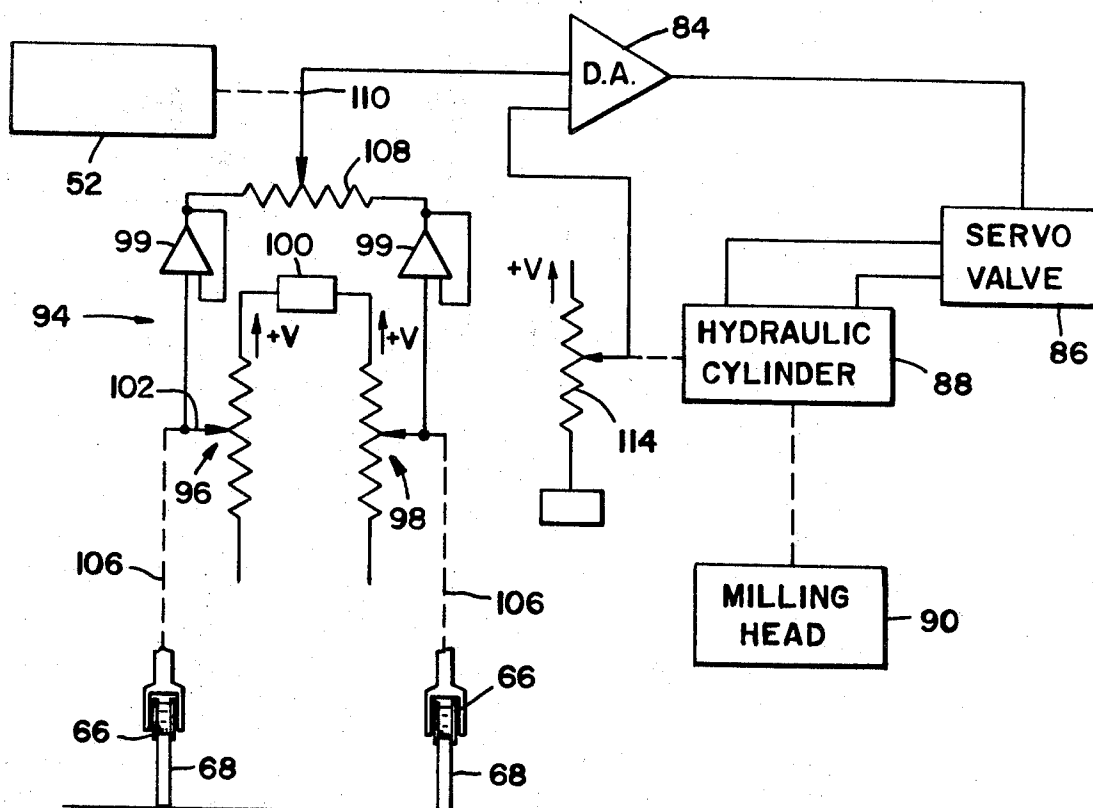 84
D.A.
110
52
108
99
99
100
+V
+V
+V
94
SERVO
VALVE
86
HYDRAULIC
CYLINDER
88
102
96
98
114
106
106
MILLING
HEAD
90
66
66
68
68